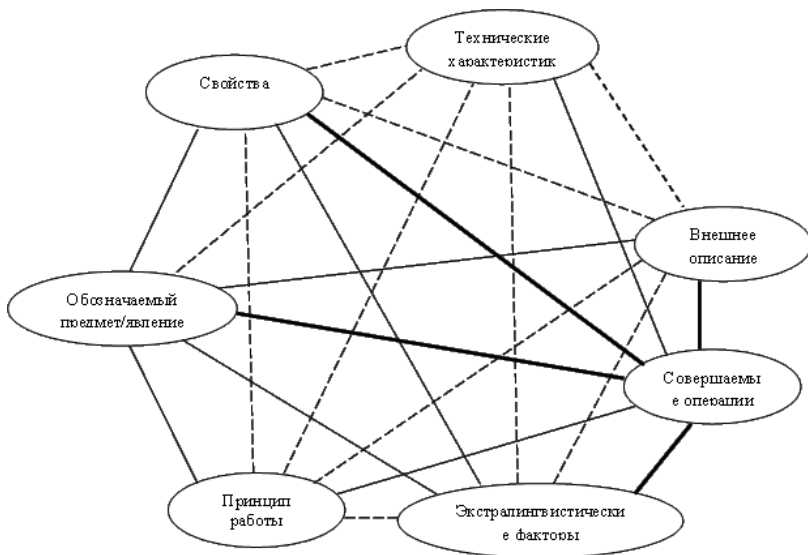 Технические
характеристик
Свойства
Внешнее
описание
Обозначаемый
предмет/явление
Совершаемы
е операции
Принцип
работы
Экстралингвистически
е факторы